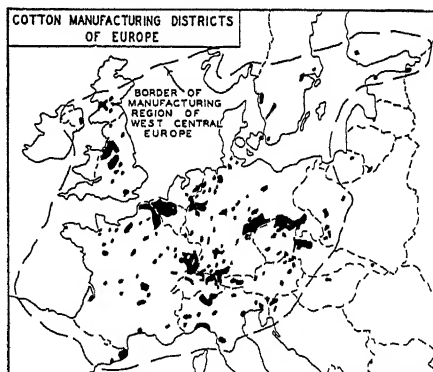 COTTON MANUFACTURING DISTRICTS
OF EUROPE
BORDER OF
MANUFACTURING
REGION OF
WEST CENTRAL
EUROPE